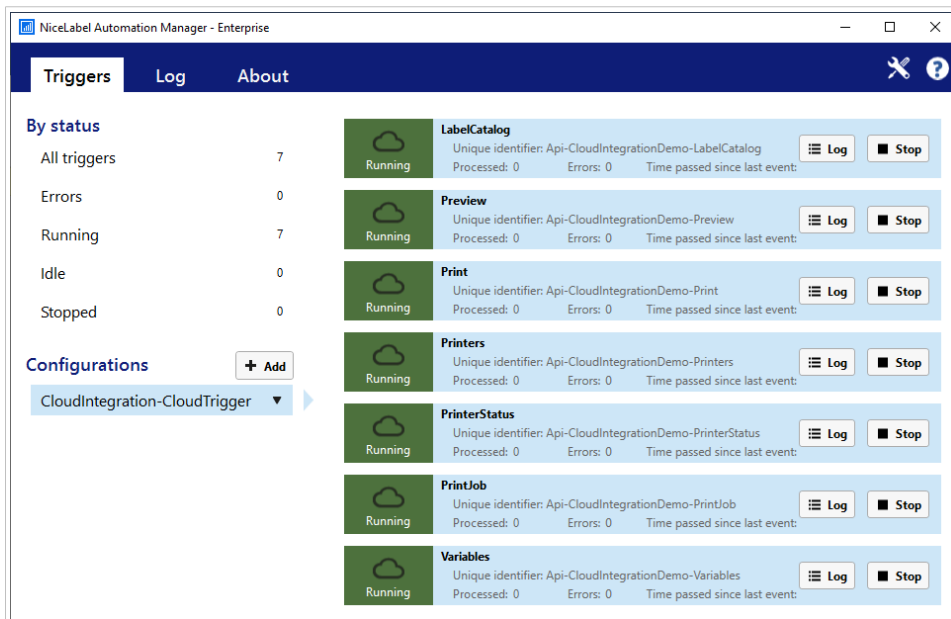 NiceLabel Automation Manager - Enterprise
Triggers Log About
By status
All triggers 7
Errors 0
Running 7
Idle 0
Stopped 0
Configurations + Add
CloudIntegration-CloudTrigger
LabelCatalog
Unique identifier: Api-CloudIntegrationDemo-LabelCatalog
Running Processed: 0 Errors: 0 Time passed since last event: Log Stop
Preview
Unique identifier: Api-CloudIntegrationDemo-Preview
Running Processed: 0 Errors: 0 Time passed since last event: Log Stop
Print
Unique identifier: Api-CloudIntegrationDemo-Print
Running Processed: 0 Errors: 0 Time passed since last event: Log Stop
Printers
Unique identifier: Api-CloudIntegrationDemo-Printers
Running Processed: 0 Errors: 0 Time passed since last event: Log Stop
PrinterStatus
Unique identifier: Api-CloudIntegrationDemo-PrinterStatus
Running Processed: 0 Errors: 0 Time passed since last event: Log Stop
PrintJob
Unique identifier: Api-CloudIntegrationDemo-PrintJob
Running Processed: 0 Errors: 0 Time passed since last event: Log Stop
Variables
Unique identifier: Api-CloudIntegrationDemo-Variables
Running Processed: 0 Errors: 0 Time passed since last event: Log Stop